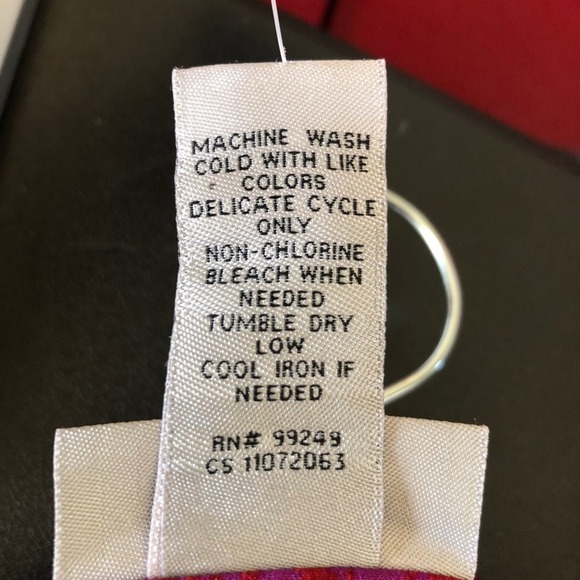 MACHINE WASH
COLD WITH LIKE
COLORS
DELICATE CYCLE
ONLY
NON-CHLORINE
BLEACH WHEN
NEEDED
TUMBLE DRY
LOW
COOL IRON IF
NEEDED
RN# 99249
CS 11072063